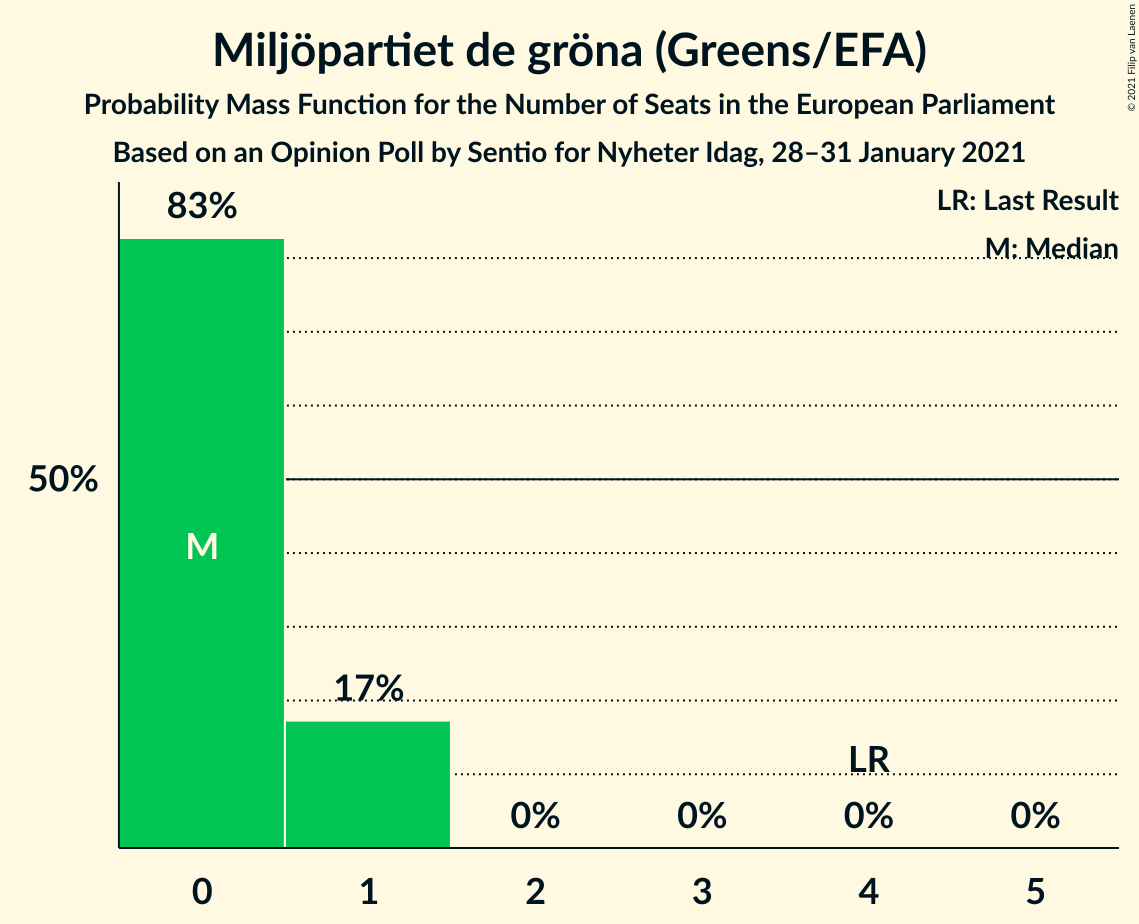 Miljöpartiet de gröna (Greens/EFA)
Probability Mass Function for the Number of Seats in the European Parliament
Based on an Opinion Poll by Sentio for Nyheter Idag, 28–31 January 2021
© 2021 Filip van Laenen
LR: Last Result
M: Median
83%
50%
M
17%
LR
0% 0% 0% 0%
0 1 2 3 4 5